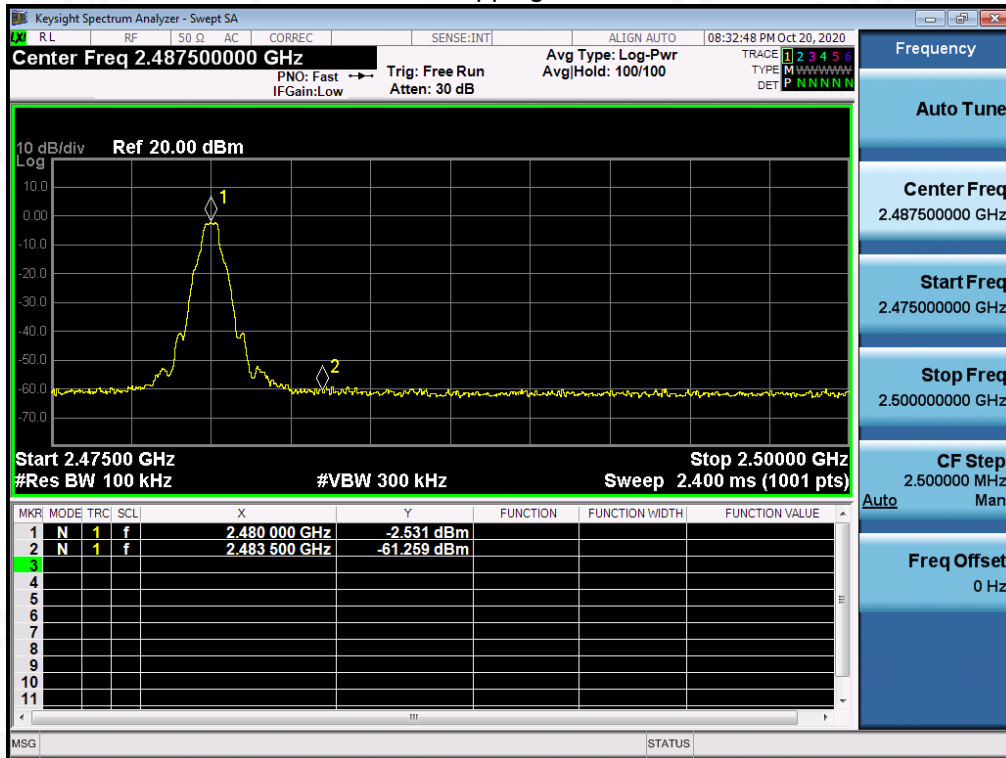 Keysight Spectrum Analyzer - Swept SA
LXI RL RF 50 Ω AC CORREC SENSE:INT ALIGN AUTO 08:32:48 PM Oct 20, 2020
Center Freq 2.487500000 GHz
PNO: Fast
IFGain:Low
Trig: Free Run
Atten: 30 dB
Avg Type: Log-Pwr
Avg|Hold: 100/100
TRACE 1 2 3 4 5 6
TYPE M WWWWW
DET P N N N N N
10 dB/div Ref 20.00 dBm
Log
10.0
0.00
-10.0
-20.0
-30.0
-40.0
-50.0
-60.0
-70.0
1
2
Start 2.47500 GHz Stop 2.50000 GHz
#Res BW 100 kHz #VBW 300 kHz Sweep 2.400 ms (1001 pts)
MKR MODE TRC SCL X Y FUNCTION FUNCTION WIDTH FUNCTION VALUE
1 N 1 f 2.480 000 GHz -2.531 dBm
2 N 1 f 2.483 500 GHz -61.259 dBm
3
4
5
6
7
8
9
10
11
MSG STATUS
Frequency
Auto Tune
Center Freq
2.487500000 GHz
Start Freq
2.475000000 GHz
Stop Freq
2.500000000 GHz
CF Step
2.500000 MHz
Auto Man
Freq Offset
0 Hz